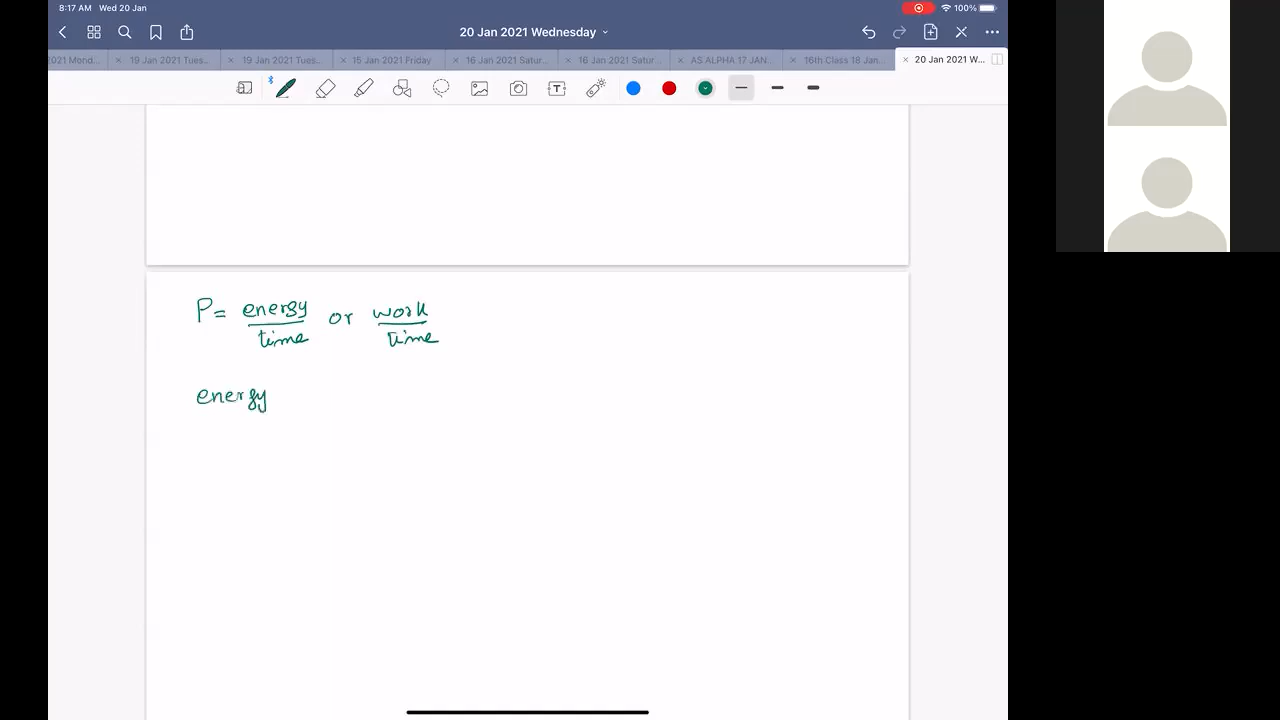 8:17 AM Wed 20 Jan
100%
20 Jan 2021 Wednesday
2021 Mond...
19 Jan 2021 Tues...
19 Jan 2021 Tues...
15 Jan 2021 Friday
16 Jan 2021 Satur...
16 Jan 2021 Satur...
AS ALPHA 17 JAN...
16th Class 18 Jan...
20 Jan 2021 W...
P = energy/time or work/time
energy